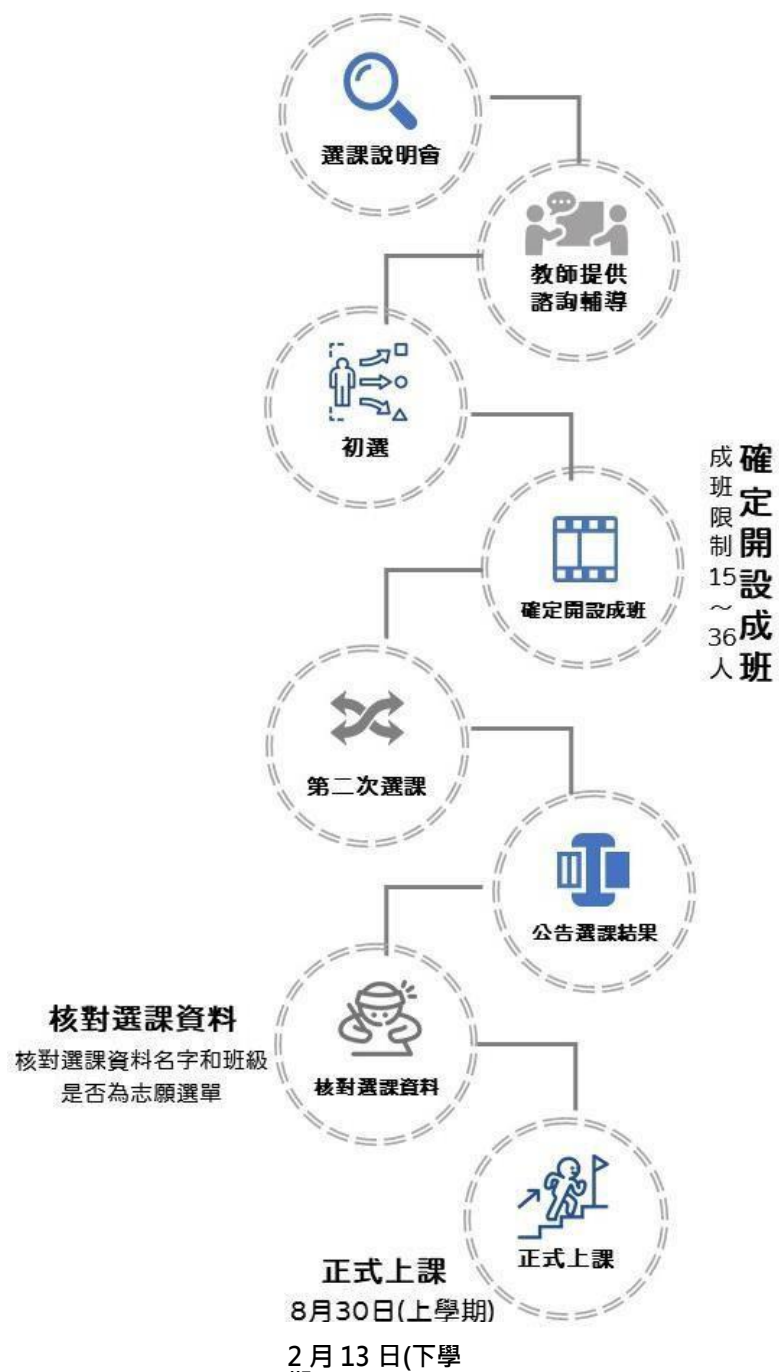 選課說明會
教師提供
諮詢輔導
初選
確定開設成班
確定開設成班
成班限制15～36人
第二次選課
公告選課結果
核對選課資料
核對選課資料名字和班級
是否為志願選單
核對選課資料
正式上課
正式上課
8月30日(上學期)
2月13日(下學